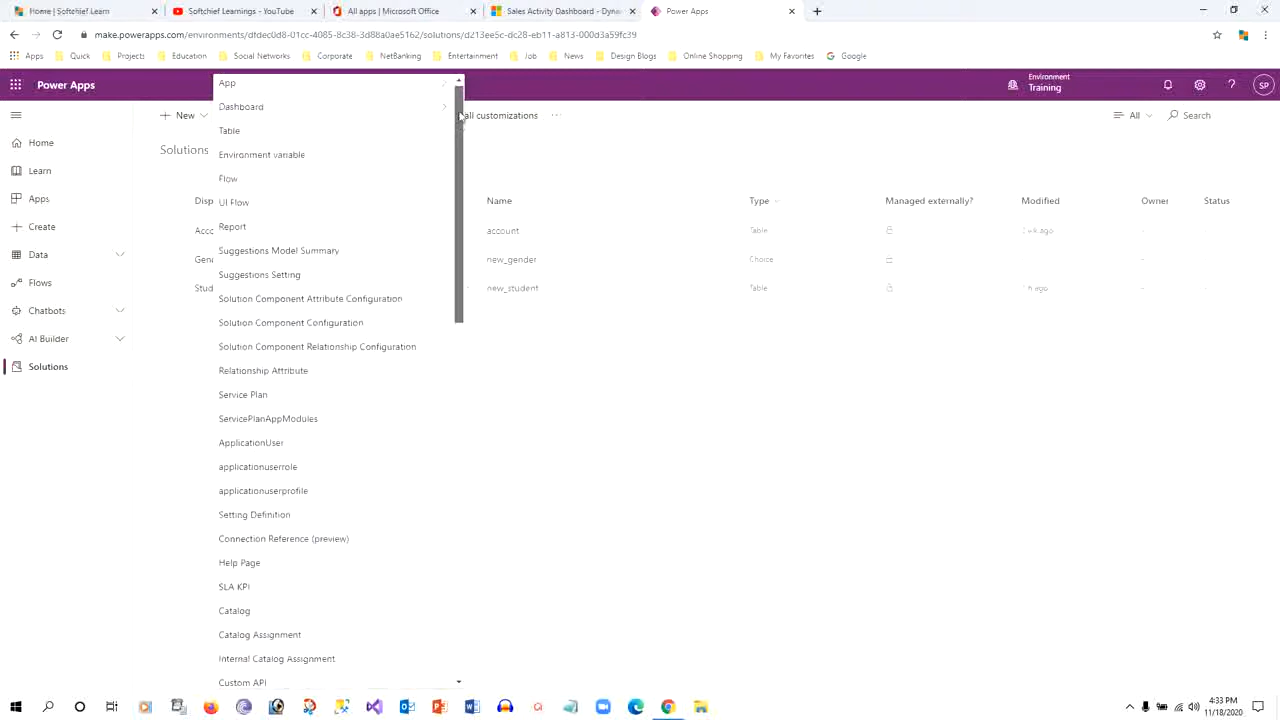 Home | Softchief Learn
Softchief Learnings - YouTube
All apps | Microsoft Office
Sales Activity Dashboard - Dynam
Power Apps
make.powerapps.com/environments/dfdec0d8-01cc-4085-8c38-3d88a0ae5162/solutions/d213ee5c-dc28-eb11-a813-000d3a59fc39
Apps Quick Projects Education Social Networks Corporate NetBanking Entertainment Job News Design Blogs Online Shopping My Favorites Google
Power Apps
Environment
Training
SP
New
all customizations
All
Search
Home
Learn
Apps
Create
Data
Flows
Chatbots
AI Builder
Solutions
Solutions
App
Dashboard
Table
Environment variable
Flow
UI Flow
Report
Suggestions Model Summary
Suggestions Setting
Solution Component Attribute Configuration
Solution Component Configuration
Solution Component Relationship Configuration
Relationship Attribute
Service Plan
ServicePlanAppModules
ApplicationUser
applicationuserrole
applicationuserprofile
Setting Definition
Connection Reference (preview)
Help Page
SLA KPI
Catalog
Catalog Assignment
Internal Catalog Assignment
Custom API
Disp Name Type Managed externally? Modified Owner Status
Acco account Table
Gen new_gender Choice
Stud new_student Table
4:33 PM
11/18/2020